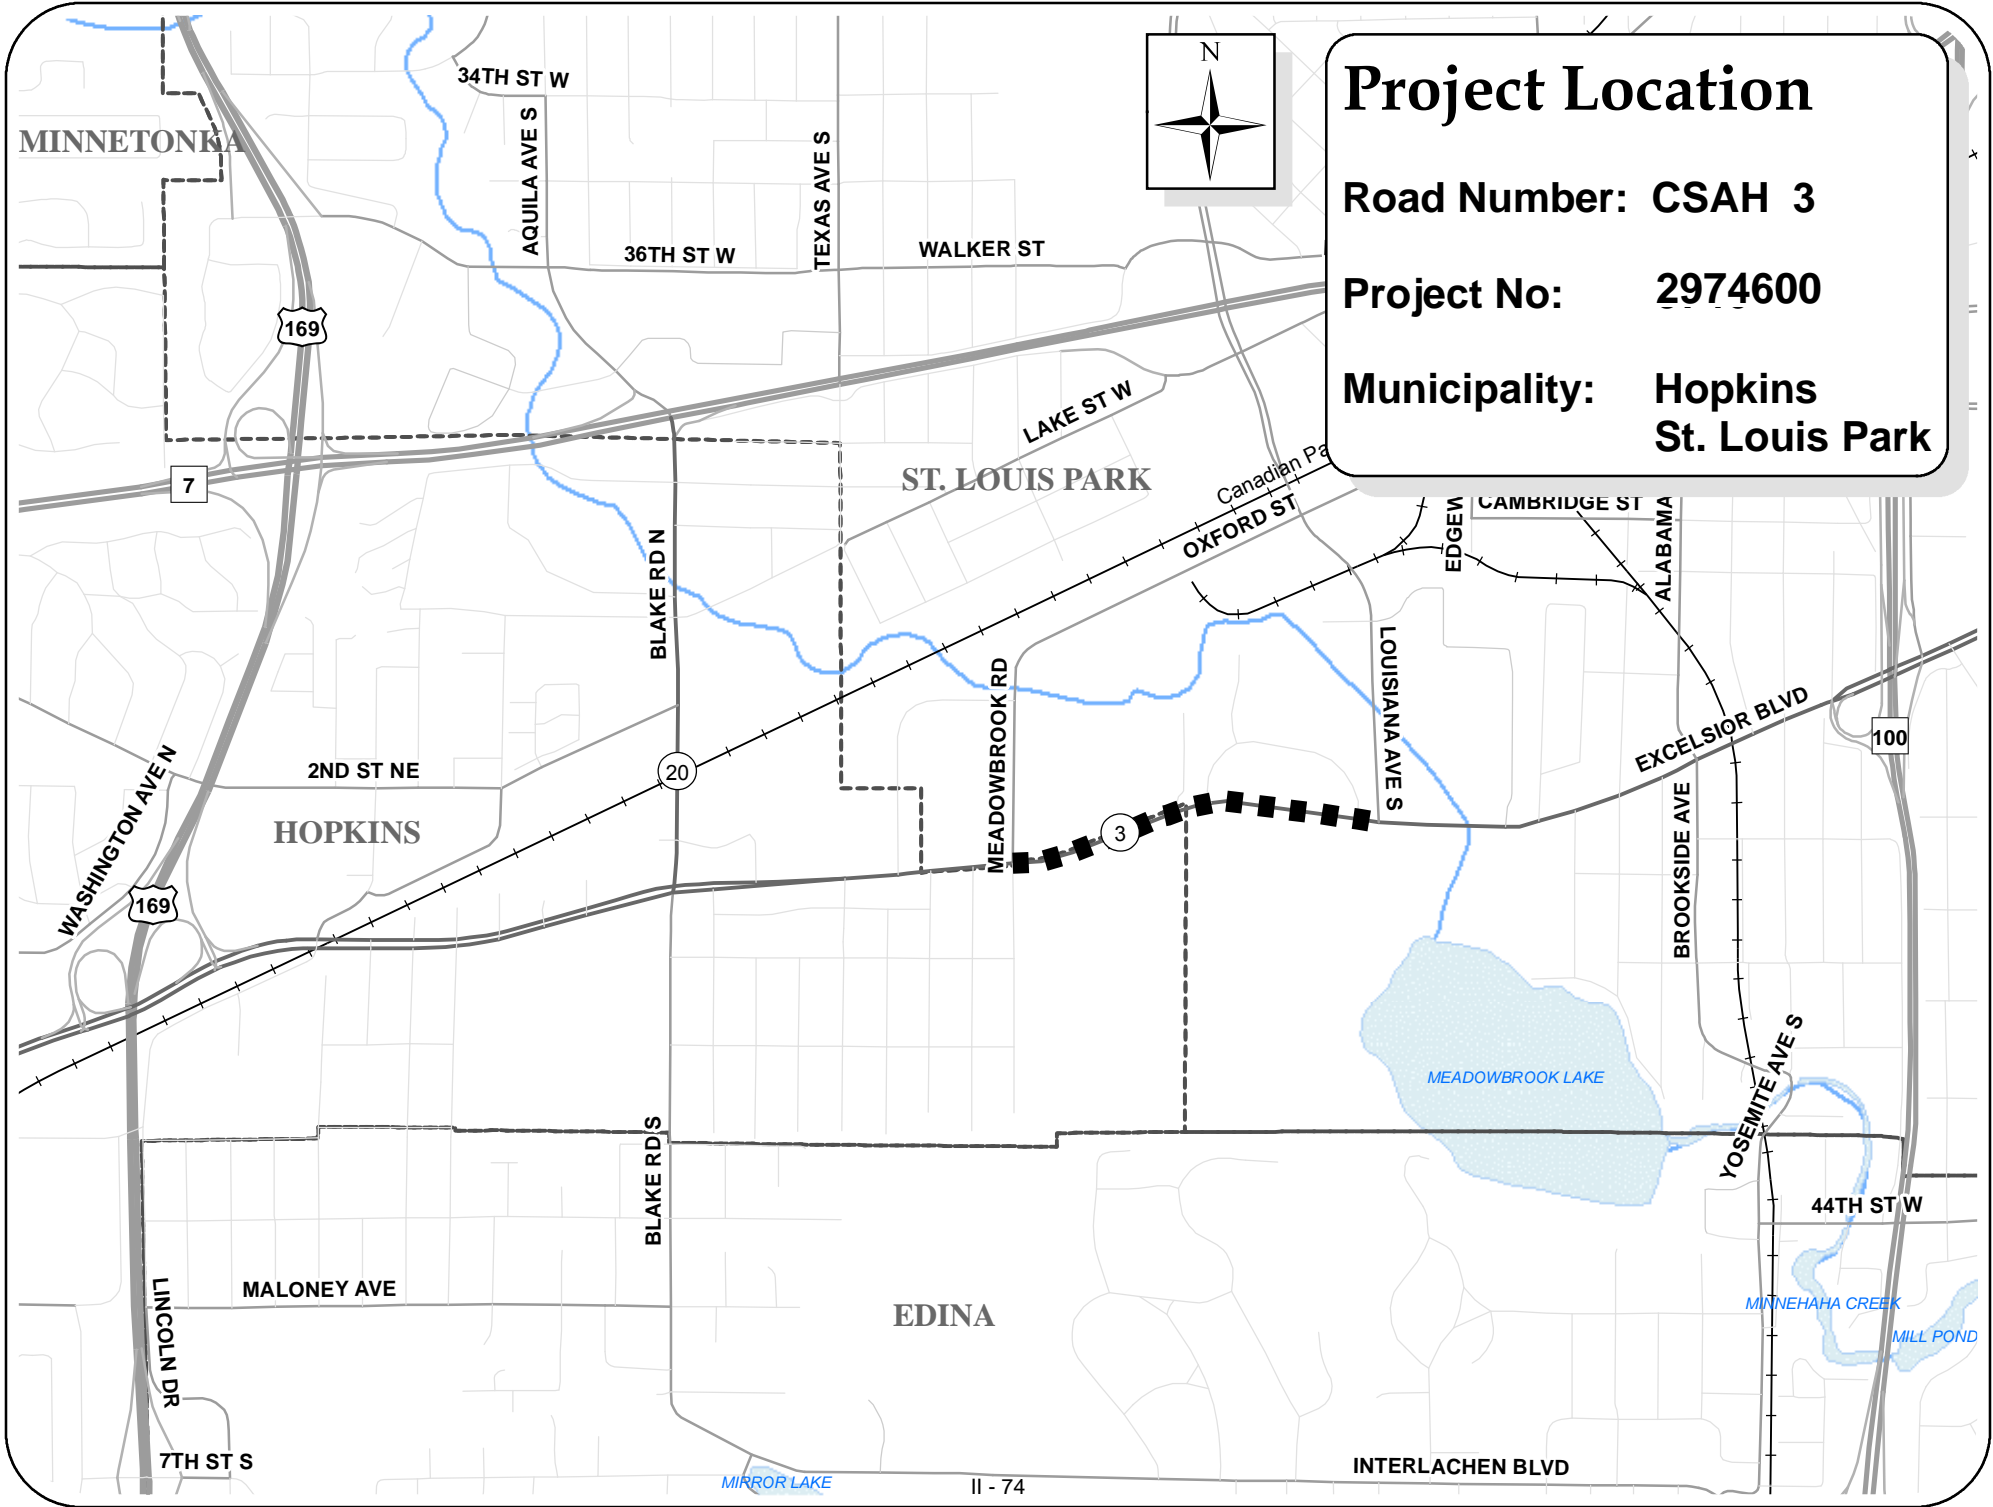 N
Project Location
Road Number: CSAH 3
Project No: 2974600
Municipality: Hopkins
St. Louis Park
34TH ST W
MINNETONKA
AQUILA AVE S
TEXAS AVE S
36TH ST W
WALKER ST
169
LAKE ST W
7
ST. LOUIS PARK
Canadian Pa
OXFORD ST
EDGEW
CAMBRIDGE ST
ALABAMA
BLAKE RD N
MEADOWBROOK RD
LOUISIANA AVE S
EXCELSIOR BLVD
100
WASHINGTON AVE N
2ND ST NE
20
HOPKINS
3
BROOKSIDE AVE
169
MEADOWBROOK LAKE
YOSEMITE AVE S
BLAKE RD S
44TH ST W
LINCOLN DR
MALONEY AVE
EDINA
MINNEHAHA CREEK
MILL POND
7TH ST S
MIRROR LAKE
INTERLACHEN BLVD
II - 74